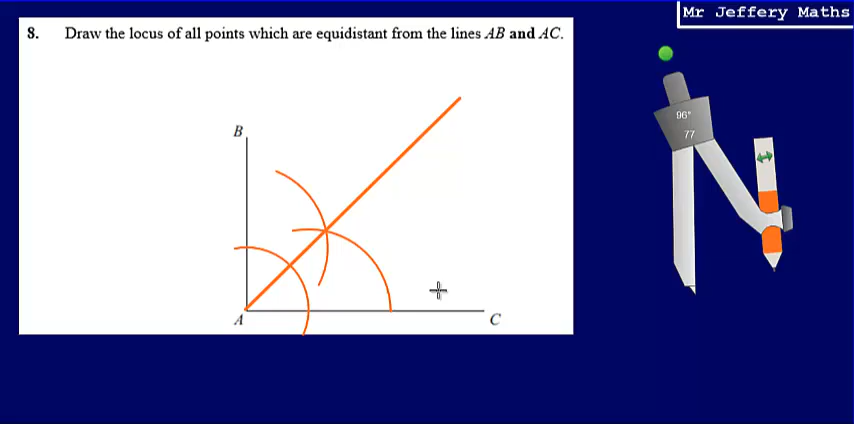 Mr Jeffery Maths
8. Draw the locus of all points which are equidistant from the lines AB and AC.
B
A
C
96°
77